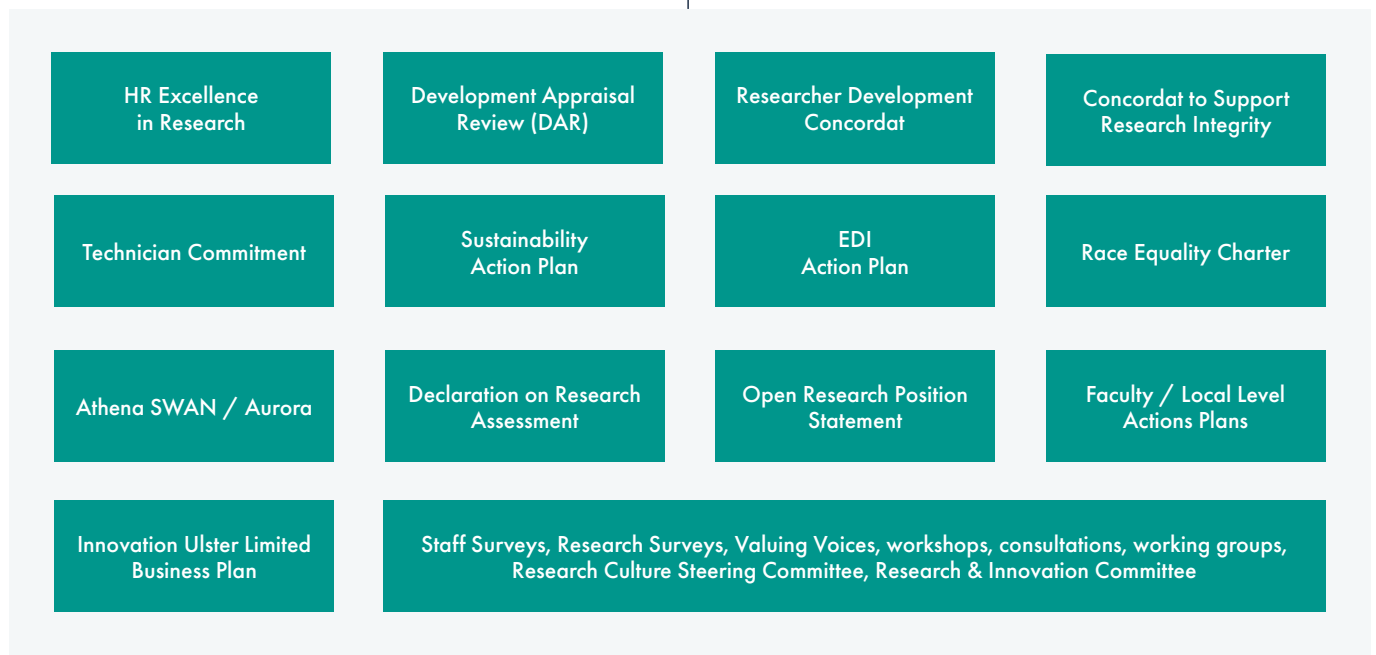 HR Excellence
in Research
Development Appraisal
Review (DAR)
Researcher Development
Concordat
Concordat to Support
Research Integrity
Technician Commitment
Sustainability
Action Plan
EDI
Action Plan
Race Equality Charter
Athena SWAN / Aurora
Declaration on Research
Assessment
Open Research Position
Statement
Faculty / Local Level
Actions Plans
Innovation Ulster Limited
Business Plan
Staff Surveys, Research Surveys, Valuing Voices, workshops, consultations, working groups,
Research Culture Steering Committee, Research & Innovation Committee